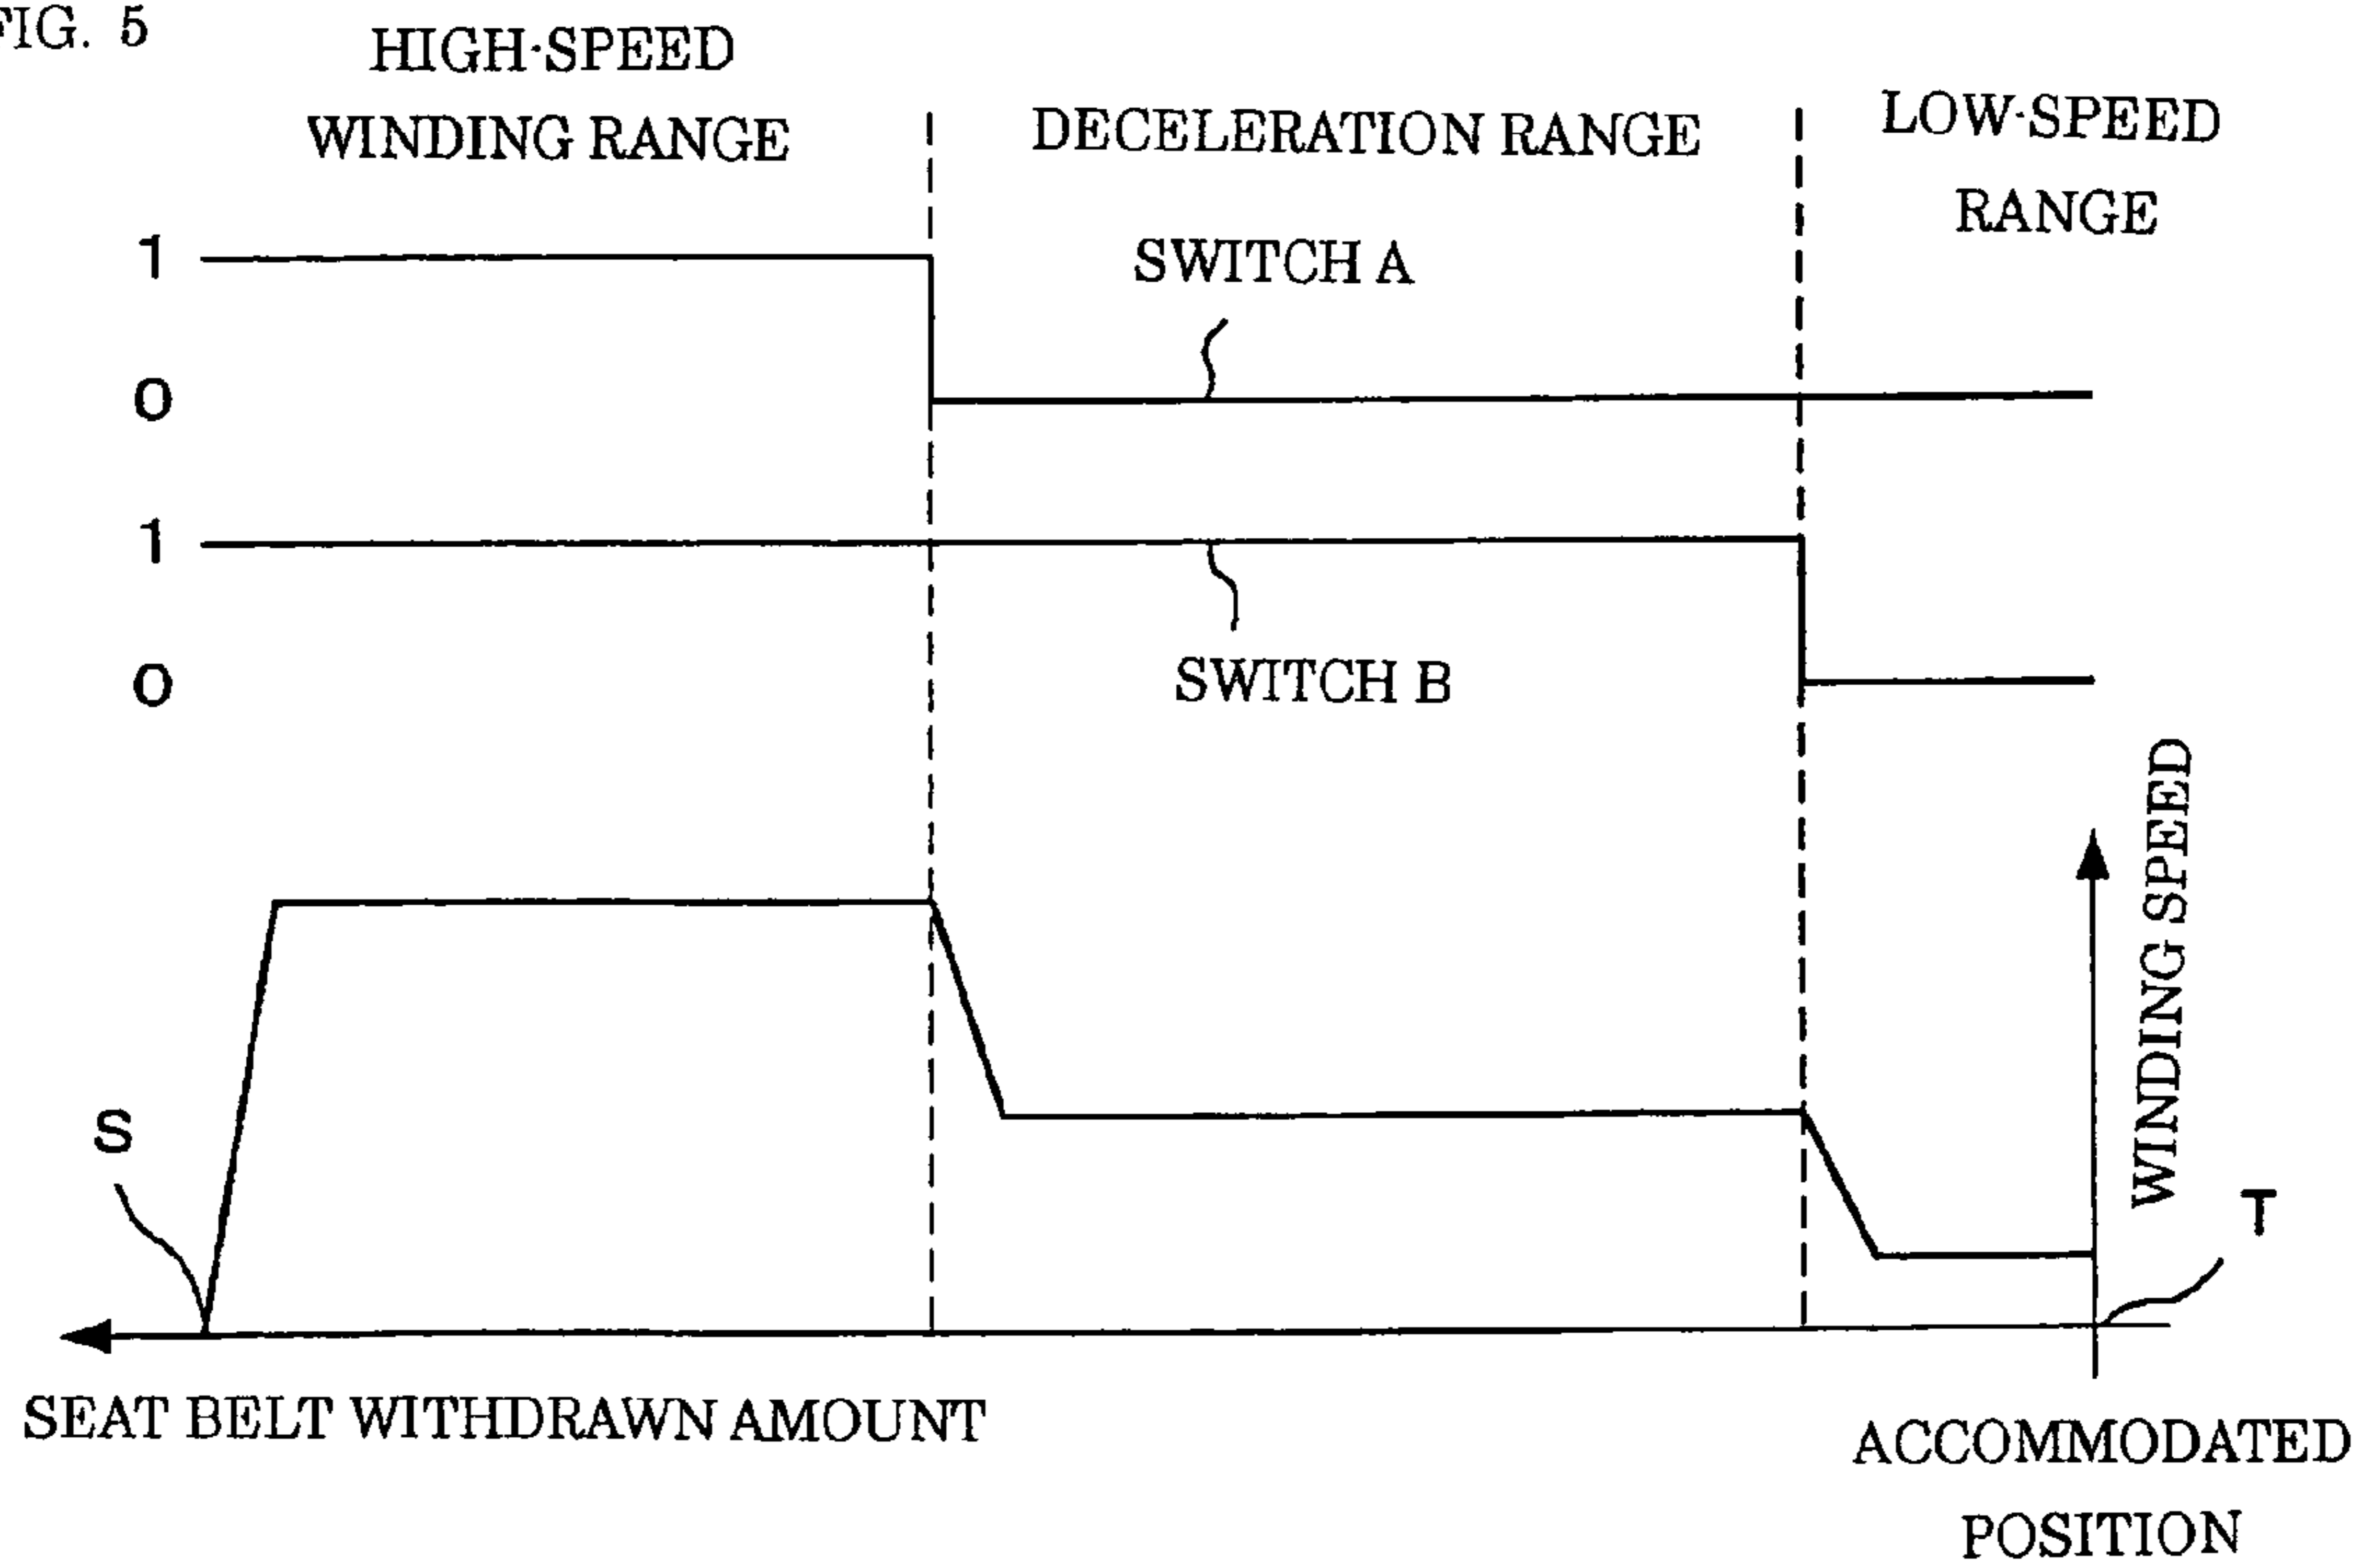 FIG. 5
HIGH-SPEED
WINDING RANGE
DECELERATION RANGE
LOW-SPEED
RANGE
1
SWITCH A
0
1
SWITCH B
0
WINDING SPEED
S
T
SEAT BELT WITHDRAWN AMOUNT
ACCOMMODATED
POSITION